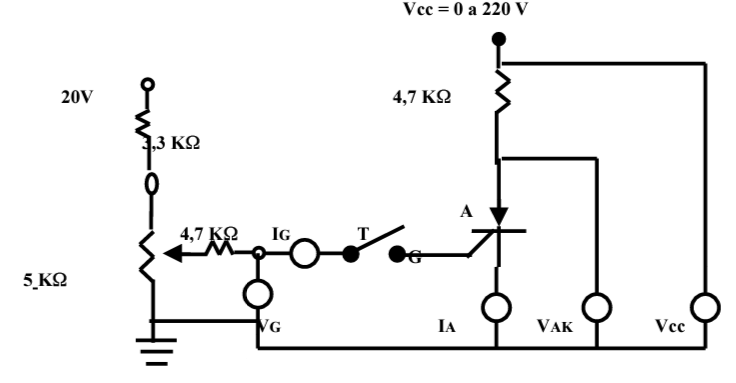 Vcc = 0 a 220 V
20V
4,7 KΩ
3,3 KΩ
A
4,7 KΩ
IG
T
G
5 KΩ
VG
IA
VAK
Vcc